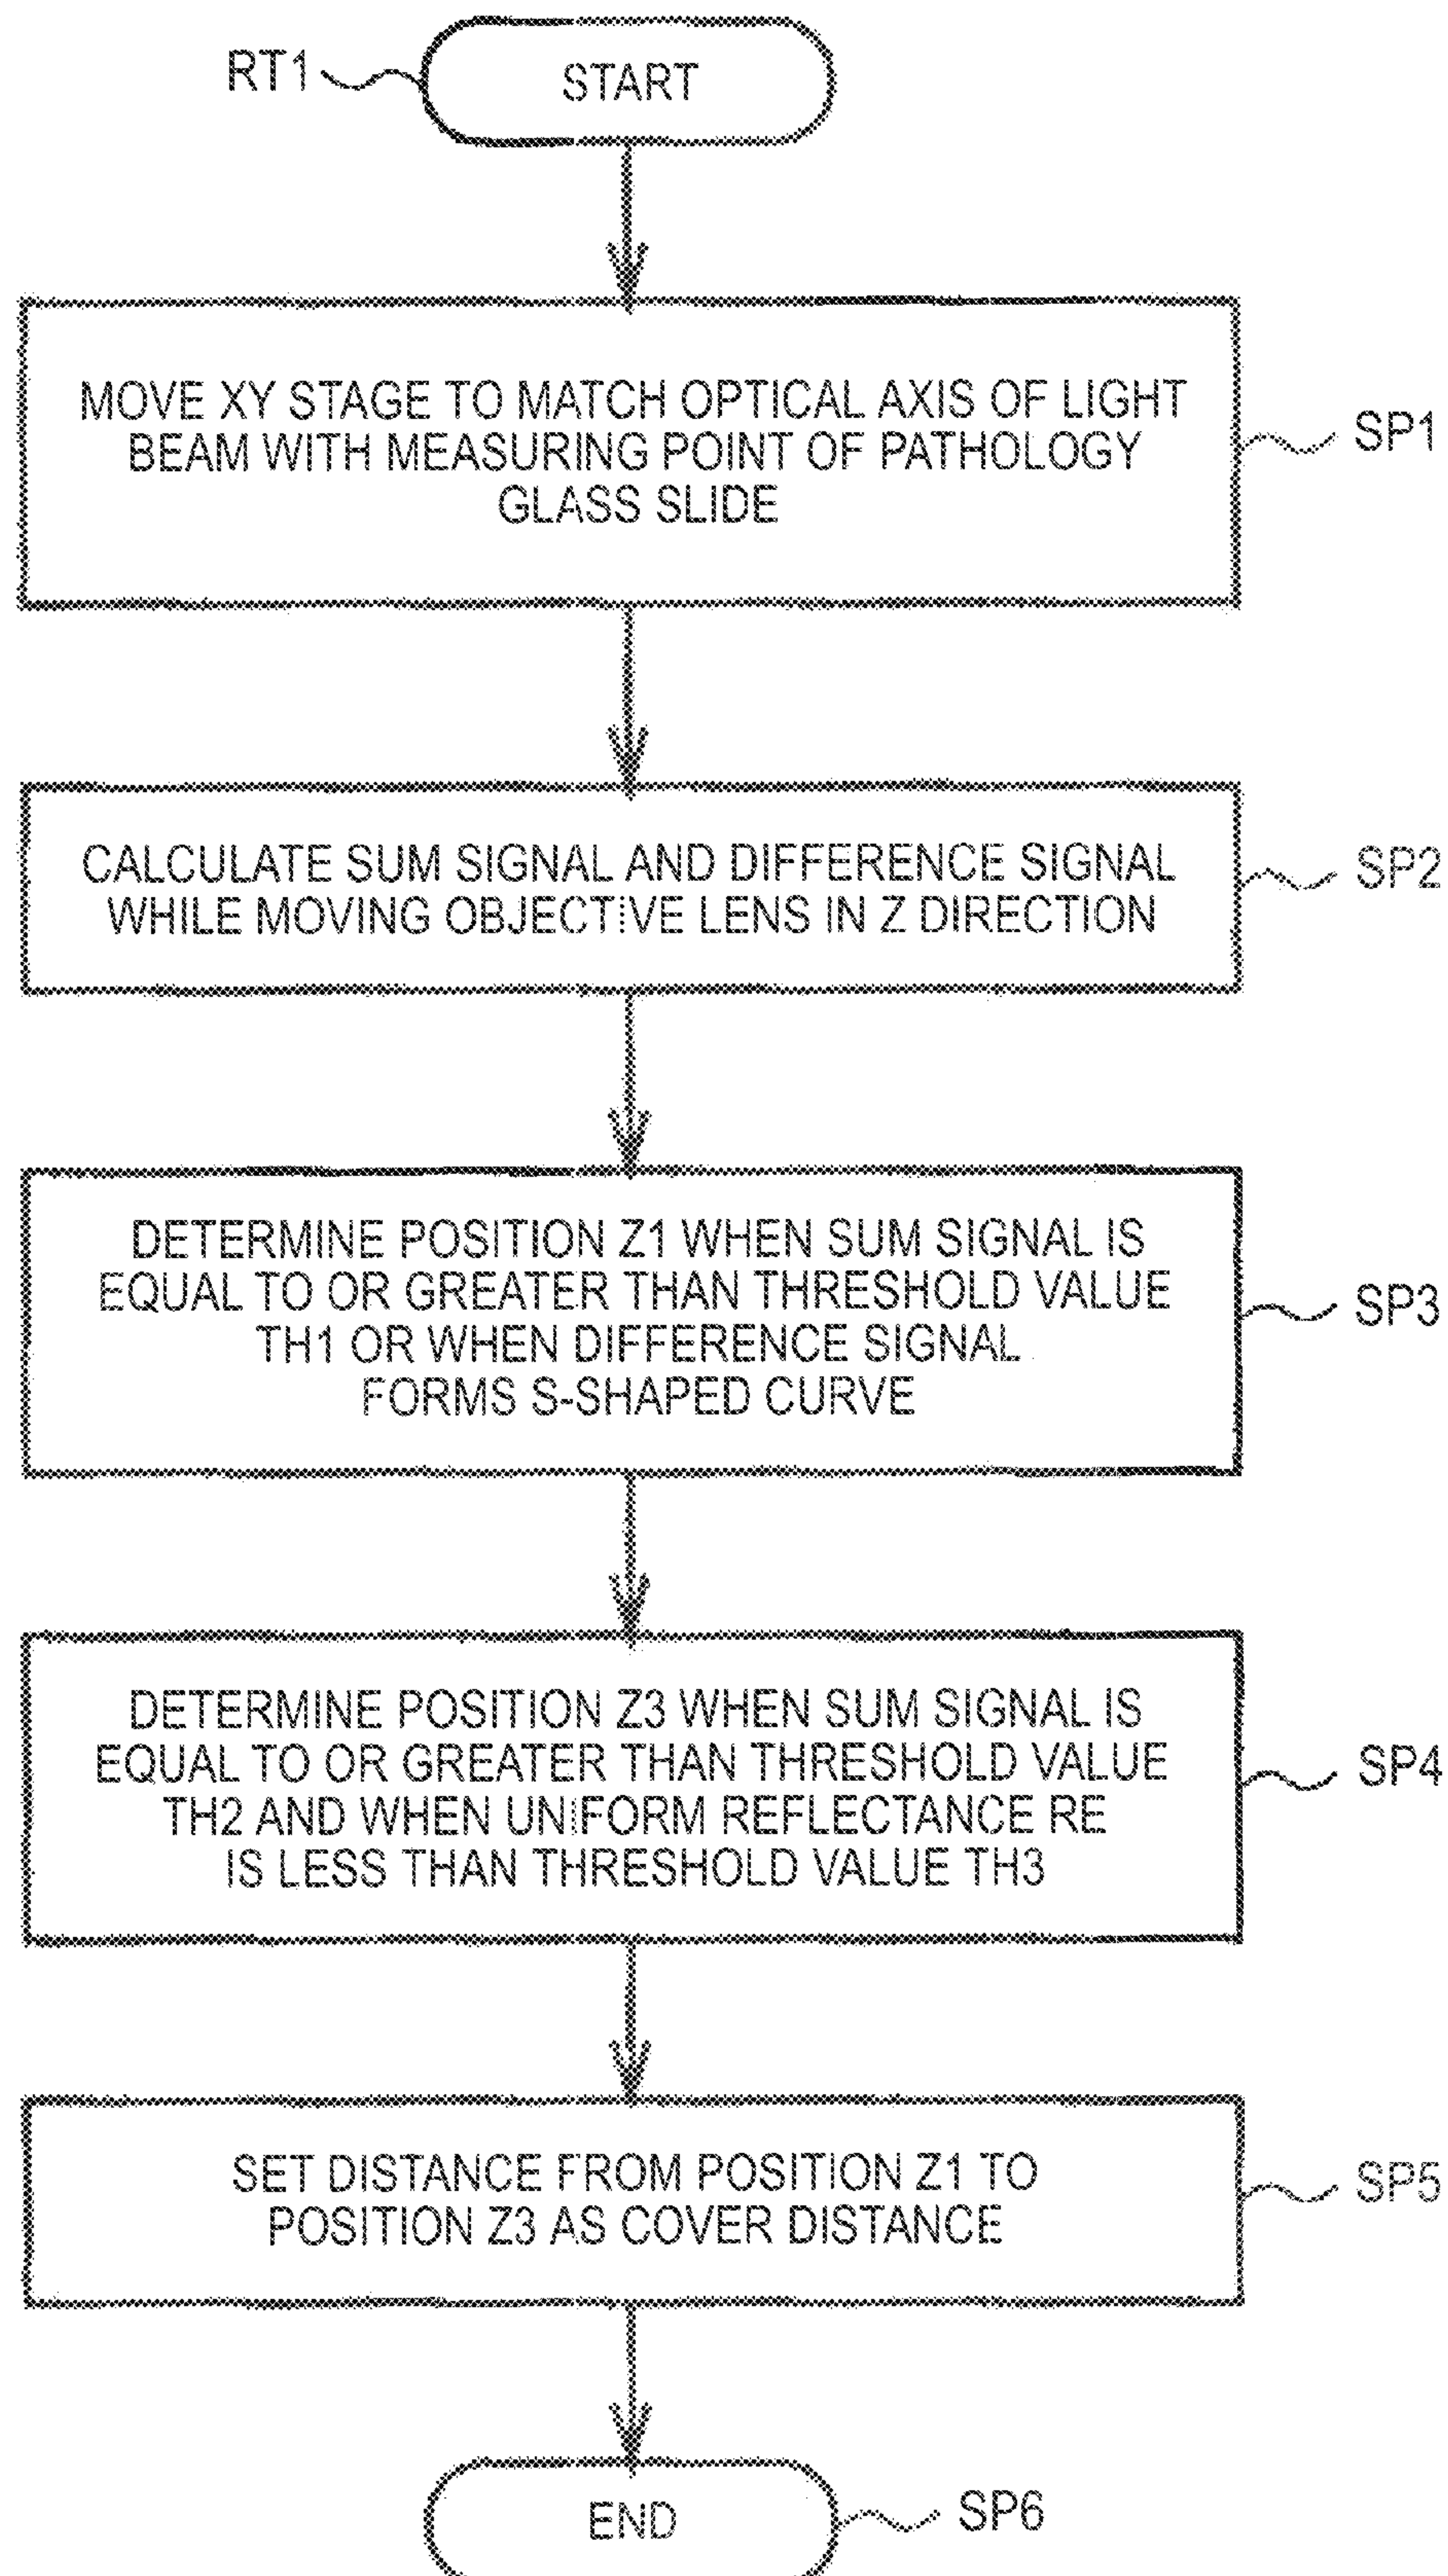 RT1
START
MOVE XY STAGE TO MATCH OPTICAL AXIS OF LIGHT
BEAM WITH MEASURING POINT OF PATHOLOGY
GLASS SLIDE
SP1
CALCULATE SUM SIGNAL AND DIFFERENCE SIGNAL
WHILE MOVING OBJECTIVE LENS IN Z DIRECTION
SP2
DETERMINE POSITION Z1 WHEN SUM SIGNAL IS
EQUAL TO OR GREATER THAN THRESHOLD VALUE
TH1 OR WHEN DIFFERENCE SIGNAL
FORMS S-SHAPED CURVE
SP3
DETERMINE POSITION Z3 WHEN SUM SIGNAL IS
EQUAL TO OR GREATER THAN THRESHOLD VALUE
TH2 AND WHEN UNIFORM REFLECTANCE RE
IS LESS THAN THRESHOLD VALUE TH3
SP4
SET DISTANCE FROM POSITION Z1 TO
POSITION Z3 AS COVER DISTANCE
SP5
END
SP6